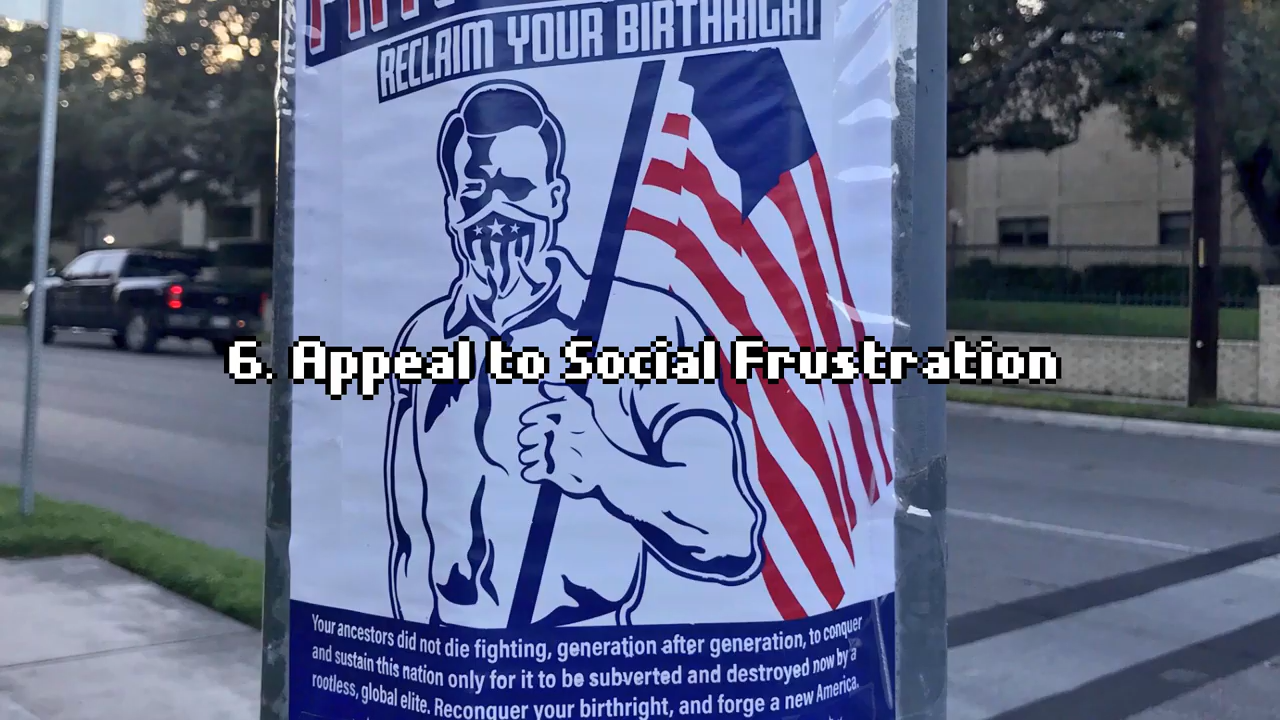 RECLAIM YOUR BIRTHRIGHT
6. Appeal to Social Frustration
Your ancestors did not die fighting, generation after generation, to conquer
and sustain this nation only for it to be subverted and destroyed now by a
rootless, global elite. Reconquer your birthright, and forge a new America.